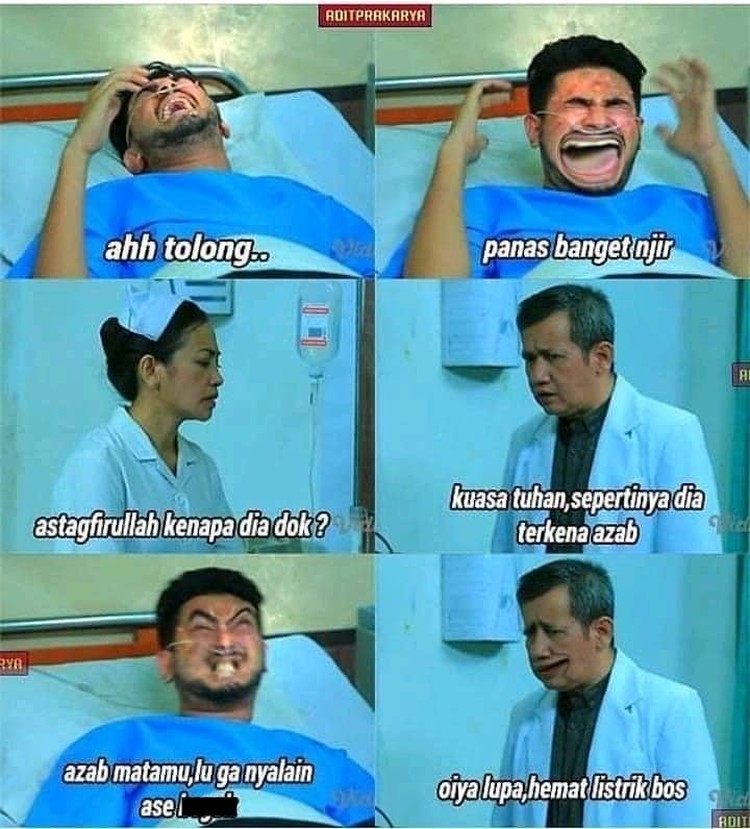 ADITPRAKARYA
ahh tolong..
panas banget njir
astagfirullah kenapa dia dok ?
kuasa tuhan,sepertinya dia
terkena azab
azab matamu,lu ga nyalain
ase
oiya lupa,hemat listrik bos